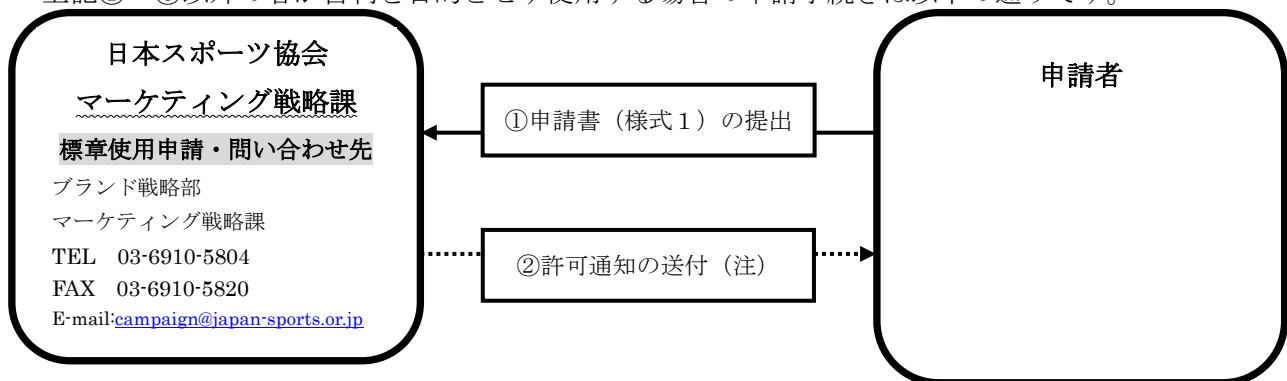 日本スポーツ協会
マーケティング戦略課
標章使用申請・問い合わせ先
ブランド戦略部
マーケティング戦略課
TEL 03-6910-5804
FAX 03-6910-5820
E-mail:campaign@japan-sports.or.jp
①申請書（様式１）の提出
②許可通知の送付（注）
申請者